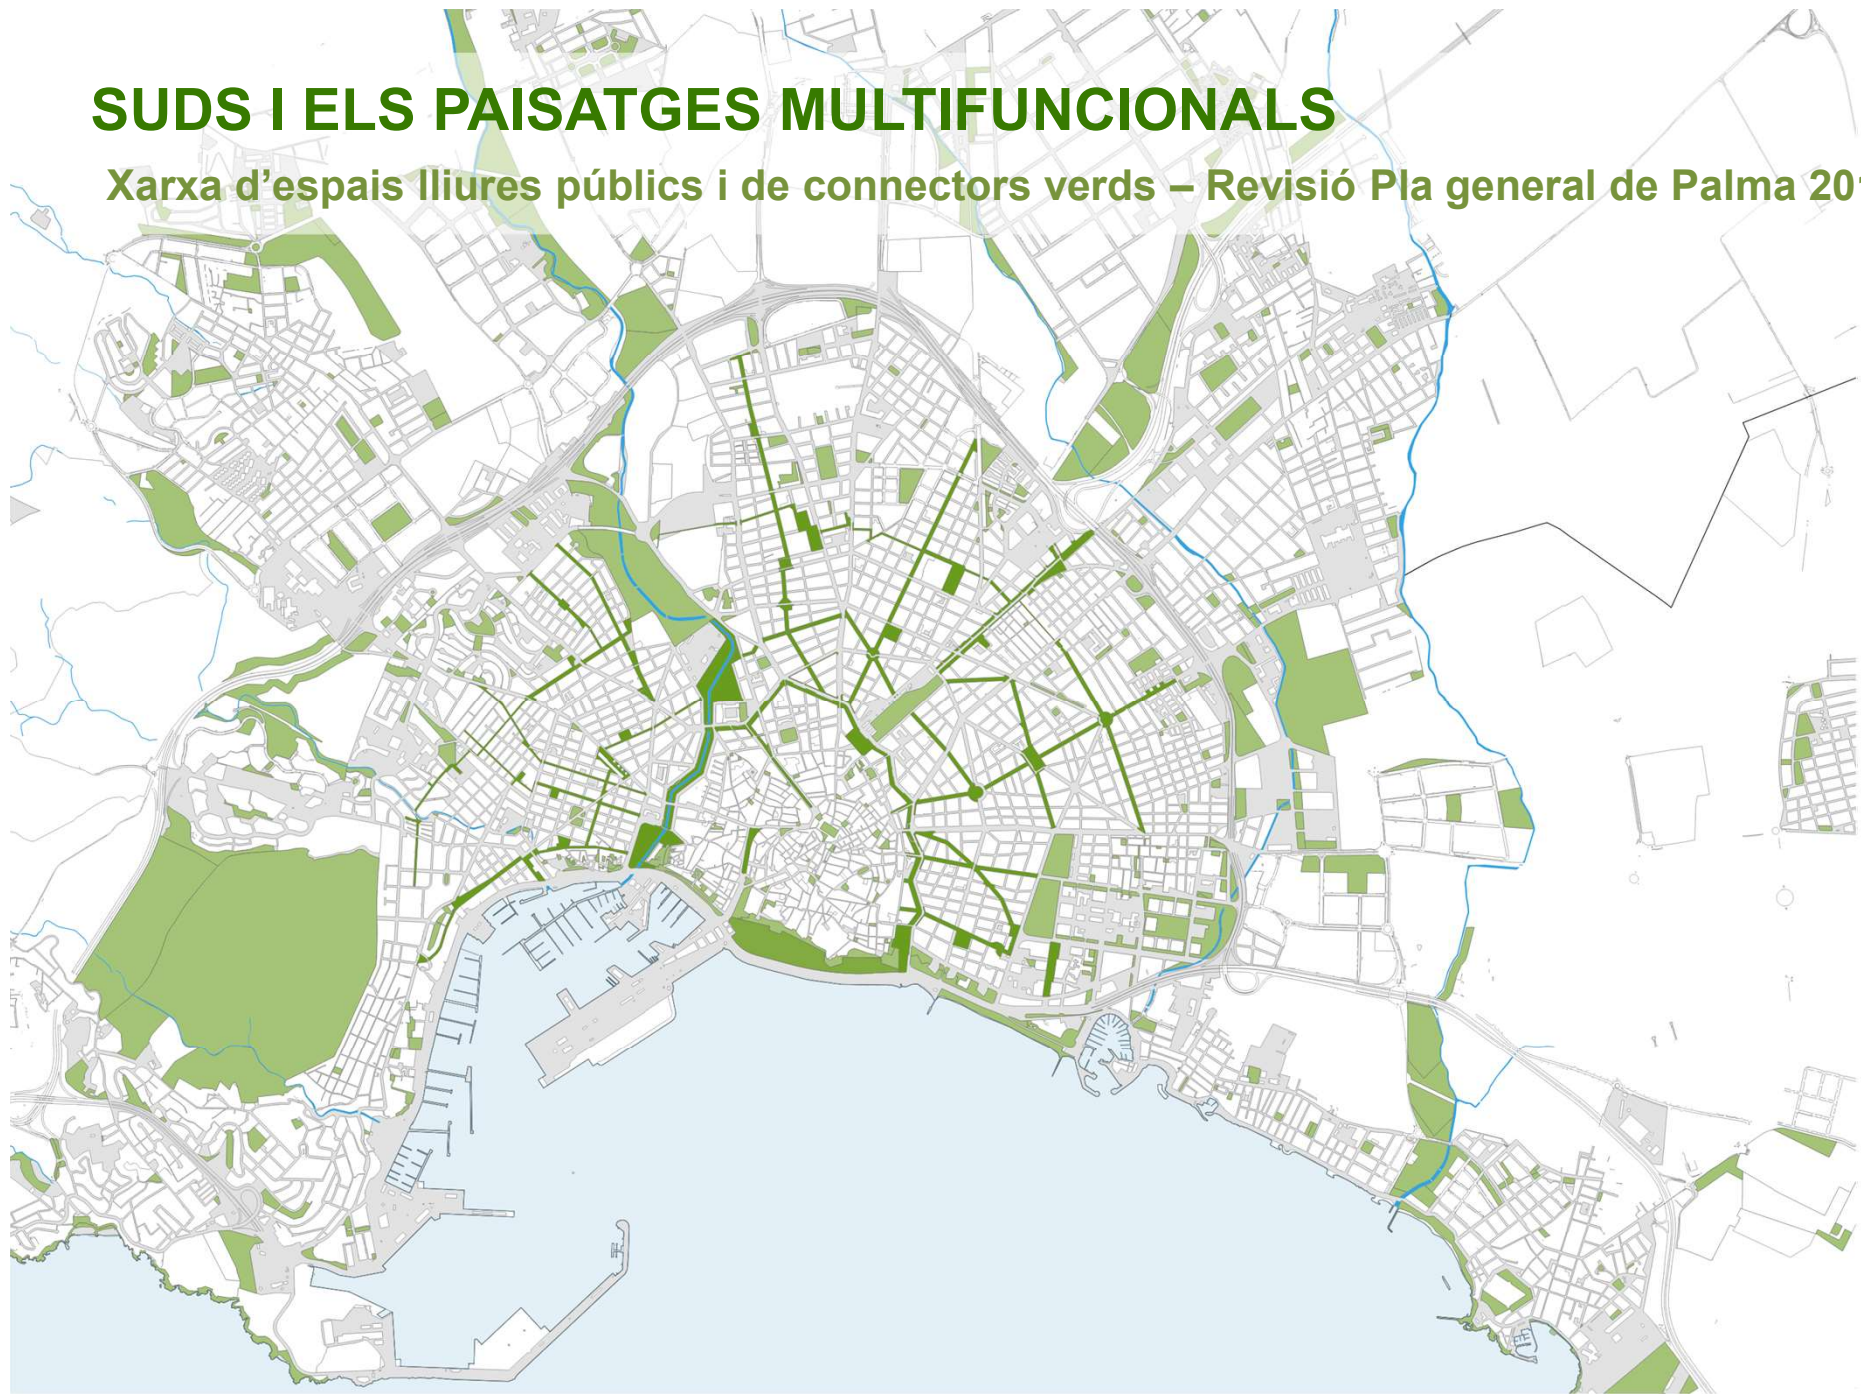 SUDS I ELS PAISATGES MULTIFUNCIONALS
Xarxa d’espais lliures públics i de connectors verds – Revisió Pla general de Palma